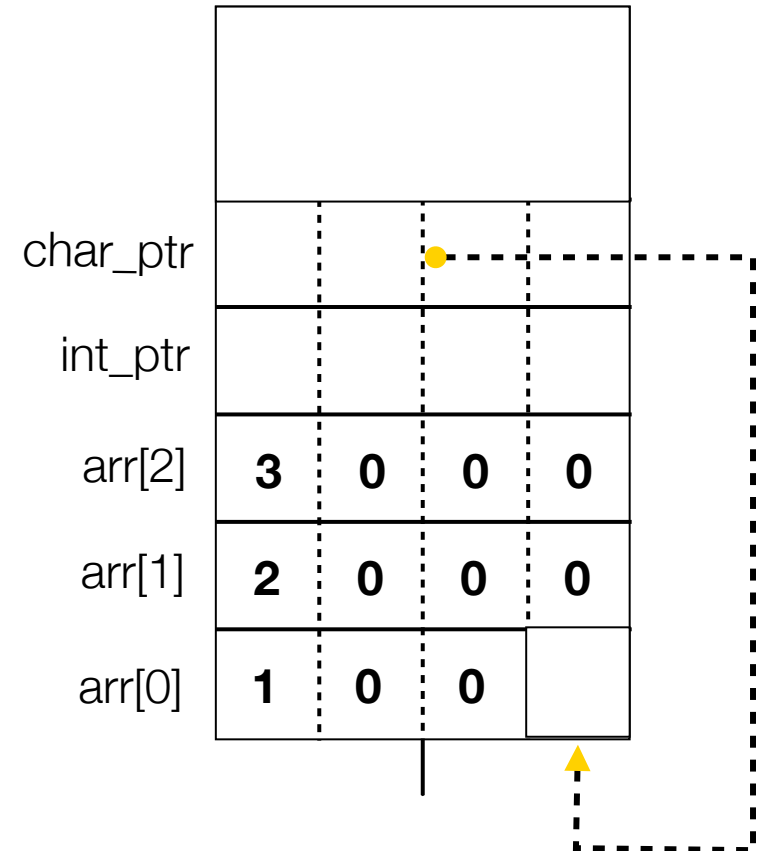 char_ptr
int_ptr
arr[2] 3 0 0 0
arr[1] 2 0 0 0
arr[0] 1 0 0